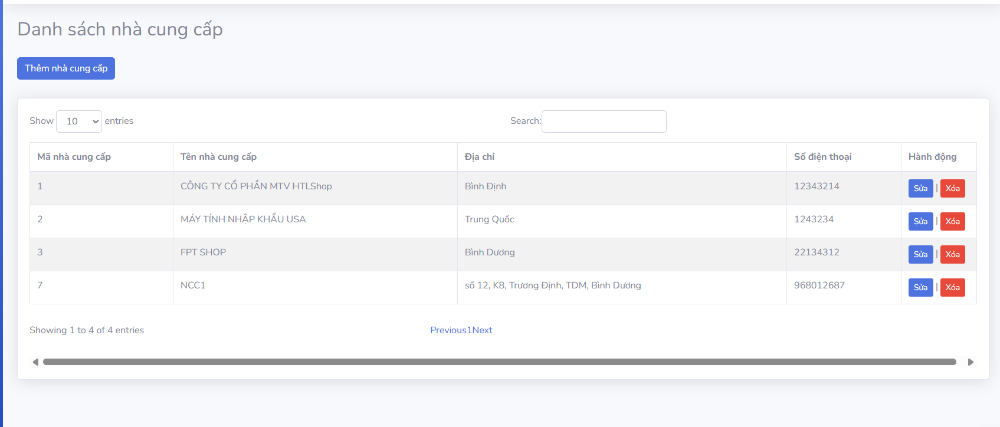 Danh sách nhà cung cấp
Thêm nhà cung cấp
Show 10 entries Search:
Mã nhà cung cấp Tên nhà cung cấp Địa chỉ Số điện thoại Hành động
1 CÔNG TY CỔ PHẦN MTV HTLShop Bình Định 12343214 Sửa | Xóa
2 MÁY TÍNH NHẬP KHẨU USA Trung Quốc 1243234 Sửa | Xóa
3 FPT SHOP Bình Dương 22134312 Sửa | Xóa
7 NCC1 số 12, K8, Trương Định, TDM, Bình Dương 968012687 Sửa | Xóa
Showing 1 to 4 of 4 entries Previous1Next